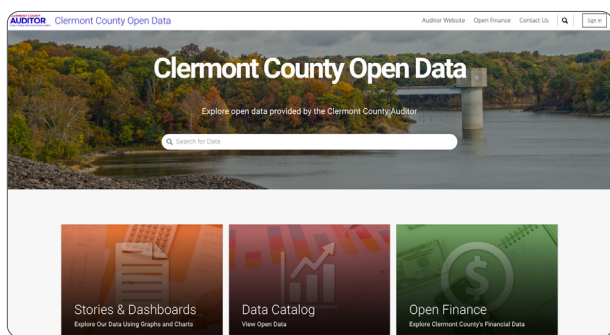 AUDITOR Clermont County Open Data Auditor Website Open Finance Contact Us Sign In
Clermont County Open Data
Explore open data provided by the Clermont County Auditor
Search for Data
Stories & Dashboards
Explore Our Data Using Graphs and Charts
Data Catalog
View Open Data
Open Finance
Explore Clermont County's Financial Data